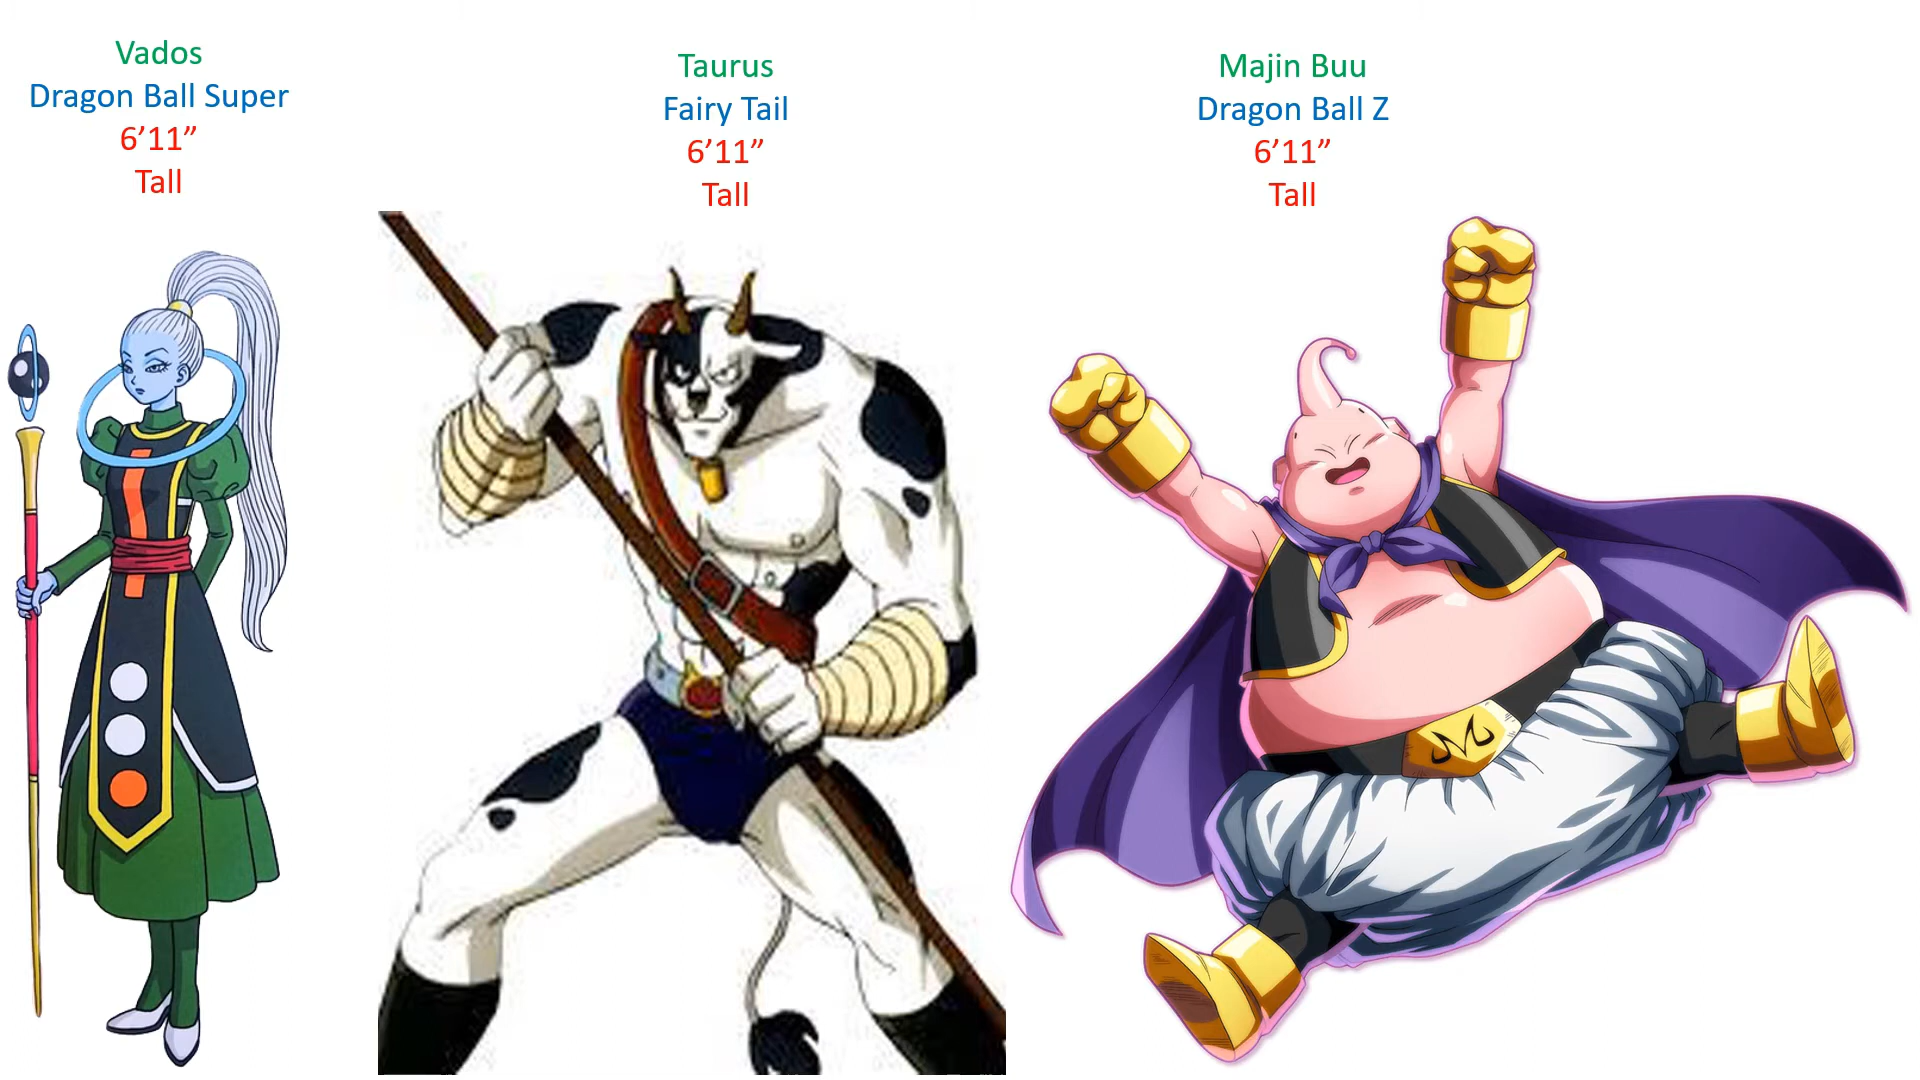 Vados
Dragon Ball Super
6’11”
Tall
Taurus
Fairy Tail
6’11”
Tall
Majin Buu
Dragon Ball Z
6’11”
Tall
M